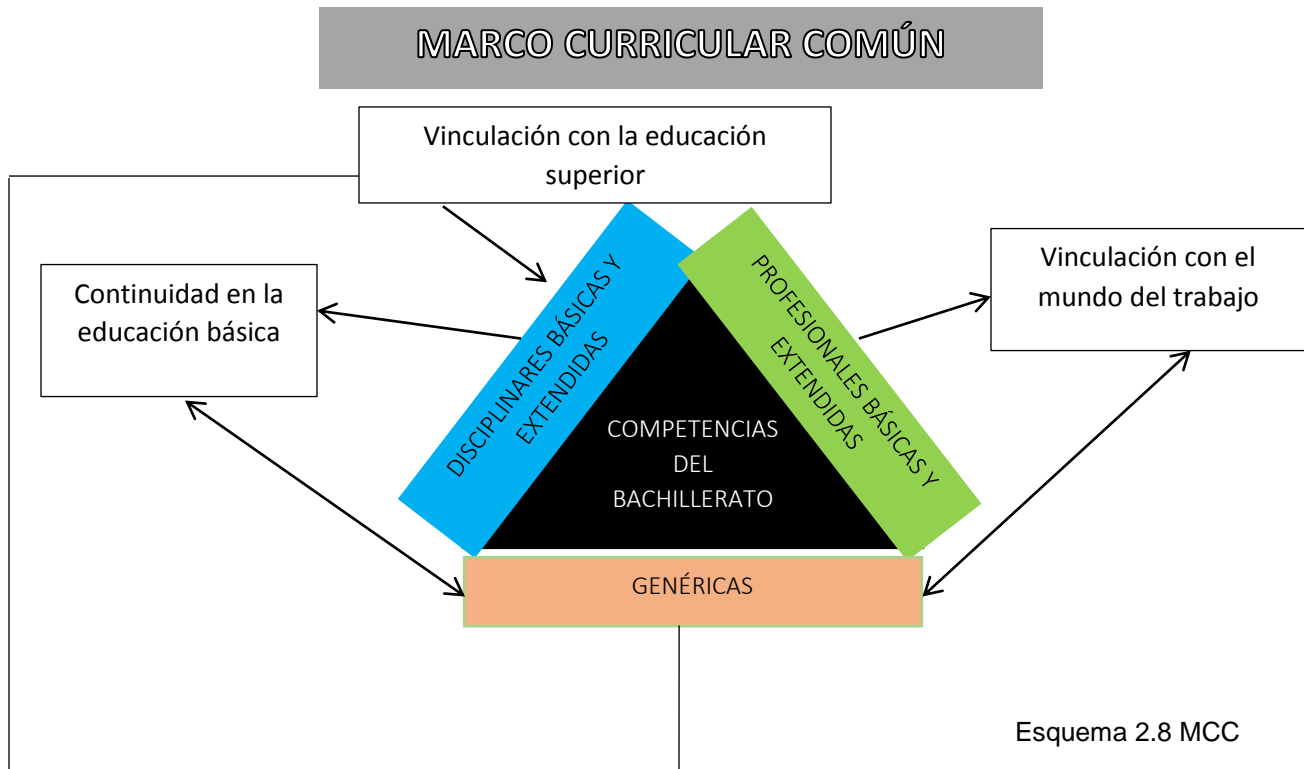 MARCO CURRICULAR COMÚN
Vinculación con la educación
superior
Continuidad en la
educación básica
Vinculación con el
mundo del trabajo
DISCIPLINARES BÁSICAS Y
EXTENDIDAS
PROFESIONALES BÁSICAS Y
EXTENDIDAS
COMPETENCIAS
DEL
BACHILLERATO
GENÉRICAS
Esquema 2.8 MCC